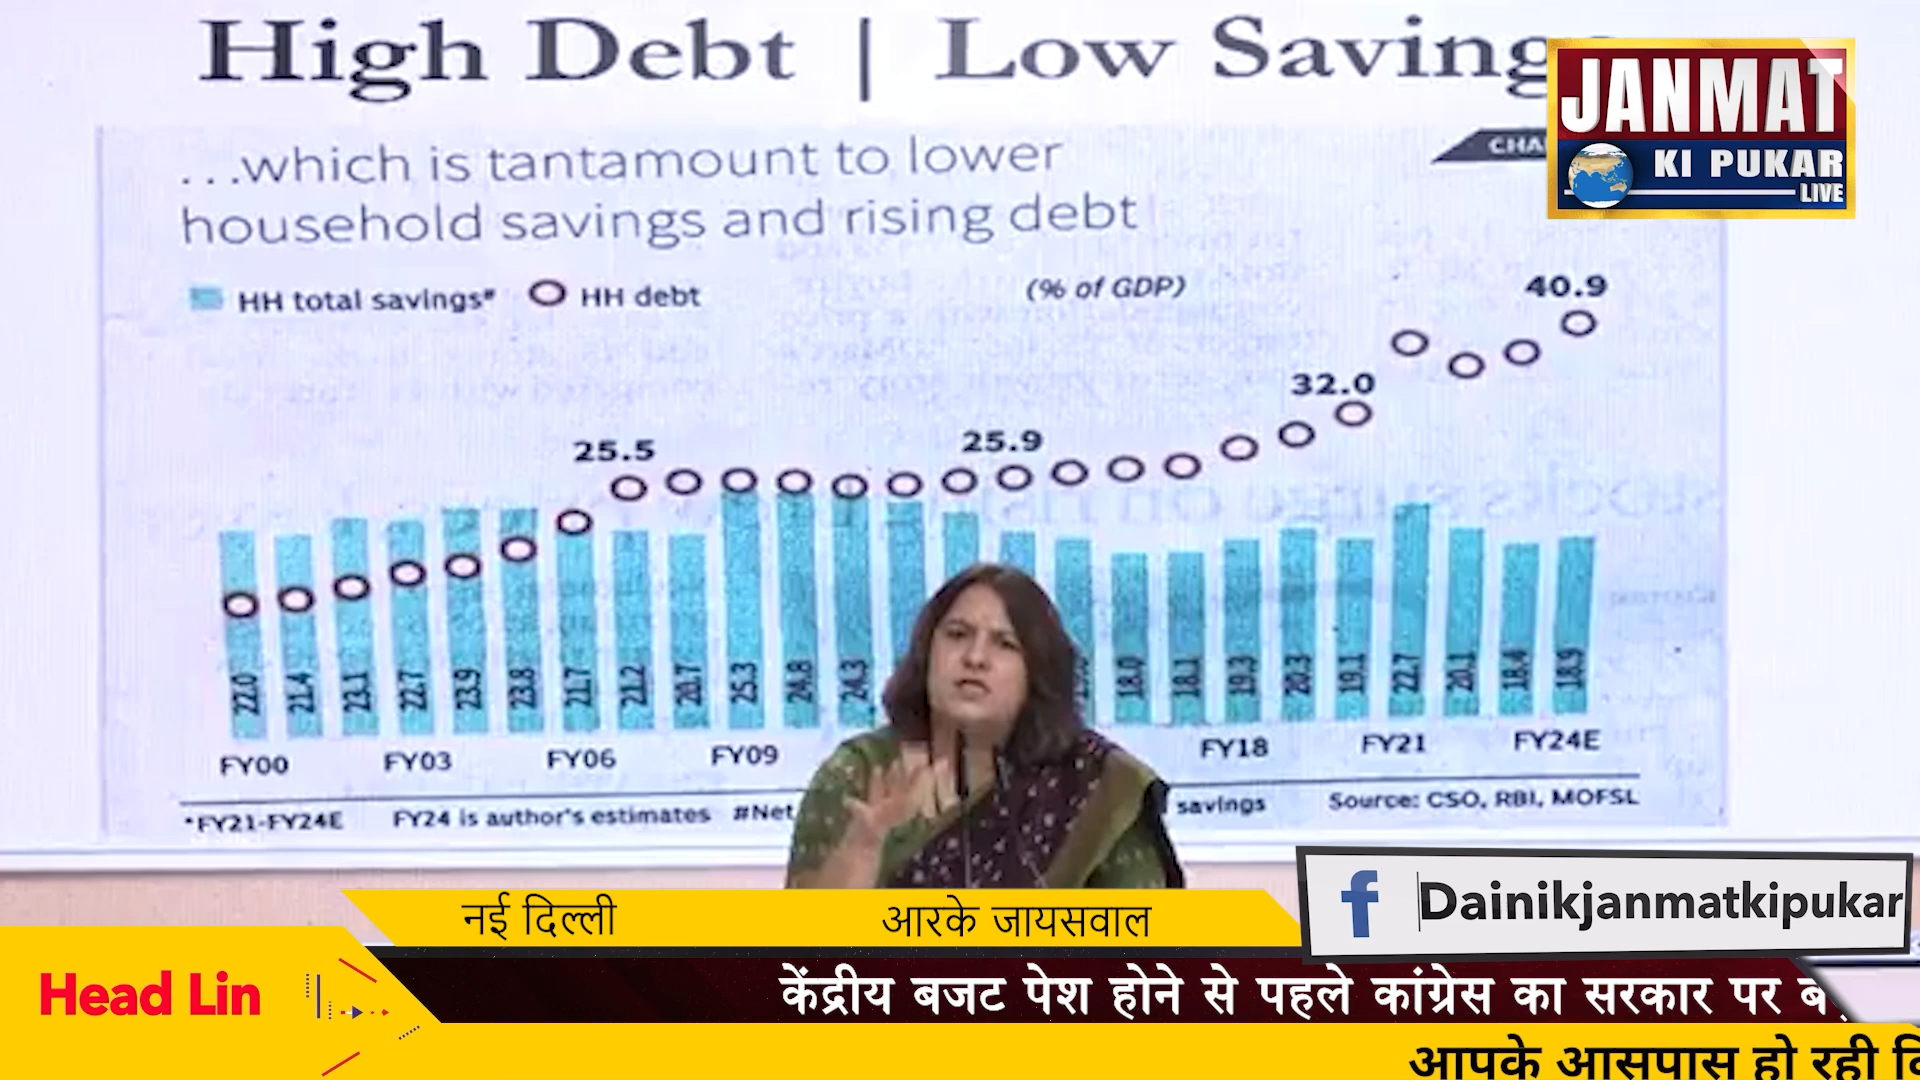 High Debt | Low Saving
JANMAT
KI PUKAR
LIVE
...which is tantamount to lower
household savings and rising debt
HH total savings# HH debt (% of GDP)
40.9
32.0
25.5 25.9
22.0 21.4 23.1 22.7 23.9 23.8 21.7 21.2 20.7 25.3 24.8 24.3 18.0 18.1 19.3 20.3 19.1 22.7 20.1 18.4 18.9
FY00 FY03 FY06 FY09 FY18 FY21 FY24E
*FY21-FY24E FY24 is author's estimates #Net savings Source: CSO, RBI, MOFSL
Dainikjanmatkipukar
नई दिल्ली आरके जायसवाल
Head Lin
केंद्रीय बजट पेश होने से पहले कांग्रेस का सरकार पर
आपके आसपास हो रही